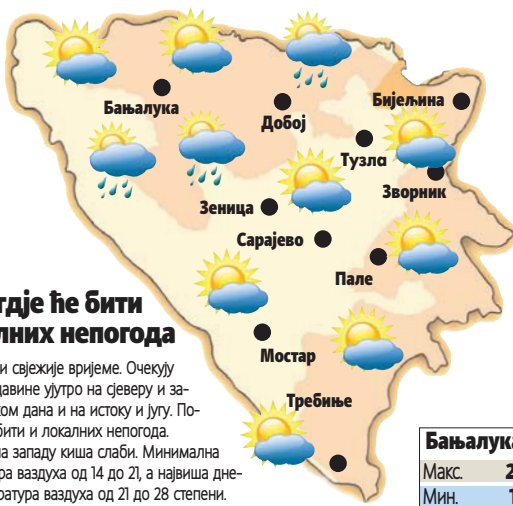 Бањалука
Добој
Бијељина
Тузла
Зворник
Зеница
Сарајево
Пале
Мостар
Требиње
гдје ће бити
лних непогода
и свјежије вријеме. Очекују
давине ујутро на сјеверу и за-
ком дана и на истоку и југу. По-
бити и локалних непогода.
на западу киша слаби. Минимална
ра ваздуха од 14 до 21, а највиша дне-
ратура ваздуха од 21 до 28 степени.
Бањалука
Макс. 2
Мин. 1